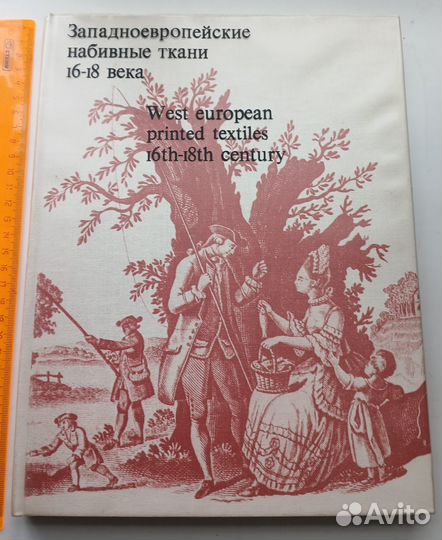 Западноевропейские
набивные ткани
16-18 века
West european
printed textiles
16th-18th century
Avito